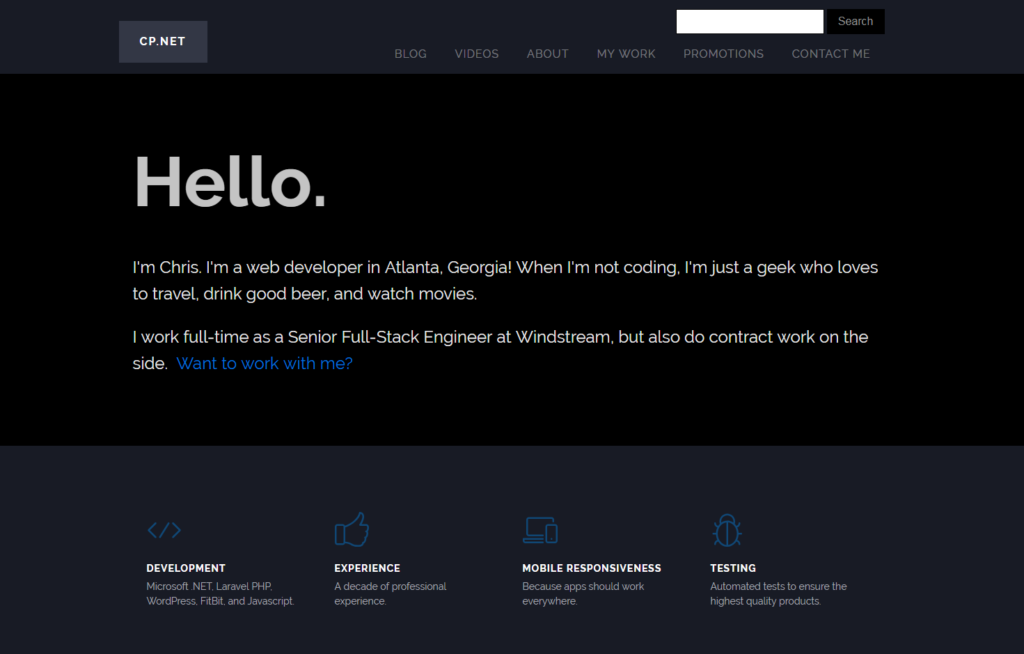 Search
CP.NET
BLOG VIDEOS ABOUT MY WORK PROMOTIONS CONTACT ME
Hello.
I'm Chris. I'm a web developer in Atlanta, Georgia! When I'm not coding, I'm just a geek who loves
to travel, drink good beer, and watch movies.
I work full-time as a Senior Full-Stack Engineer at Windstream, but also do contract work on the
side. Want to work with me?
DEVELOPMENT
Microsoft .NET, Laravel PHP,
WordPress, FitBit, and Javascript.
EXPERIENCE
A decade of professional
experience.
MOBILE RESPONSIVENESS
Because apps should work
everywhere.
TESTING
Automated tests to ensure the
highest quality products.